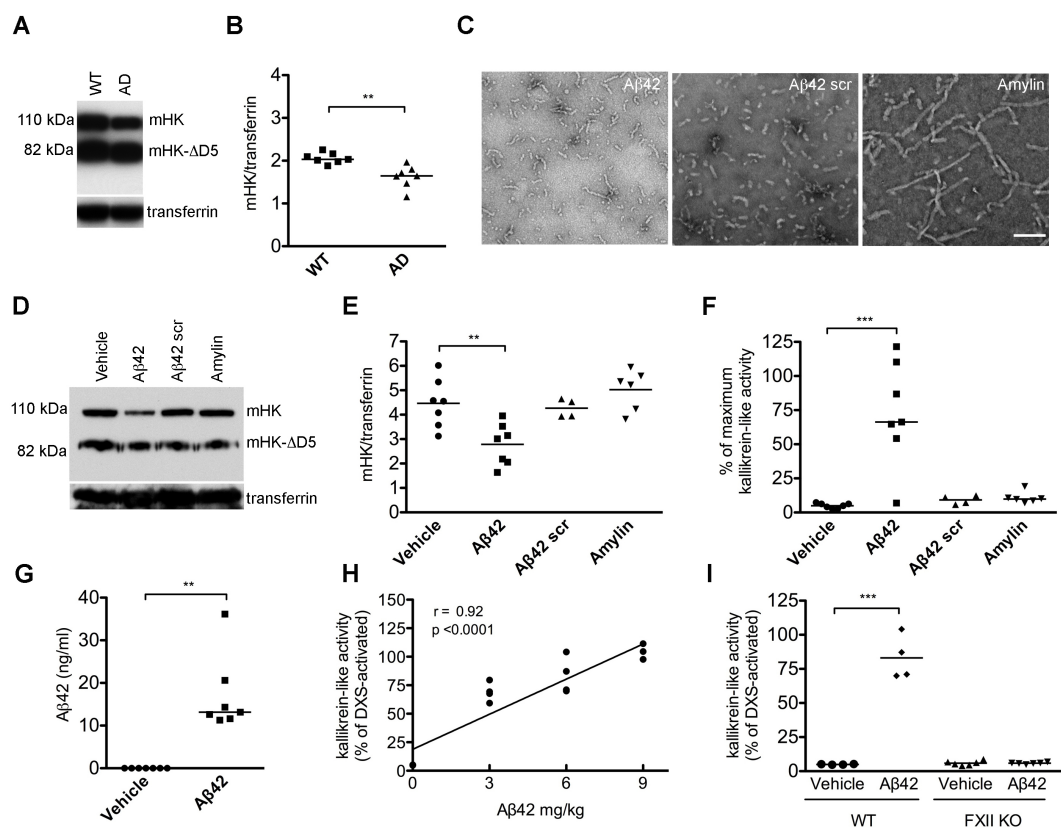 A
WT
AD
110 kDa
mHK
82 kDa
mHK-ΔD5
transferrin
B
mHK/transferrin
4
3
2
1
0
**
WT
AD
C
Aβ42
Aβ42 scr
Amylin
D
Vehicle
Aβ42
Aβ42 scr
Amylin
110 kDa
mHK
82 kDa
mHK-ΔD5
transferrin
E
mHK/transferrin
7
6
5
4
3
2
1
0
**
Vehicle
Aβ42
Aβ42 scr
Amylin
F
% of maximum
kallikrein-like activity
125
100
75
50
25
0
***
Vehicle
Aβ42
Aβ42 scr
Amylin
G
Aβ42 (ng/ml)
40
30
20
10
0
**
Vehicle
Aβ42
H
kallikrein-like activity
(% of DXS-activated)
150
125
100
75
50
25
0
r = 0.92
p <0.0001
0 3 6 9
Aβ42 mg/kg
I
kallikrein-like activity
(% of DXS-activated)
125
100
75
50
25
0
***
Vehicle Aβ42 Vehicle Aβ42
WT FXII KO